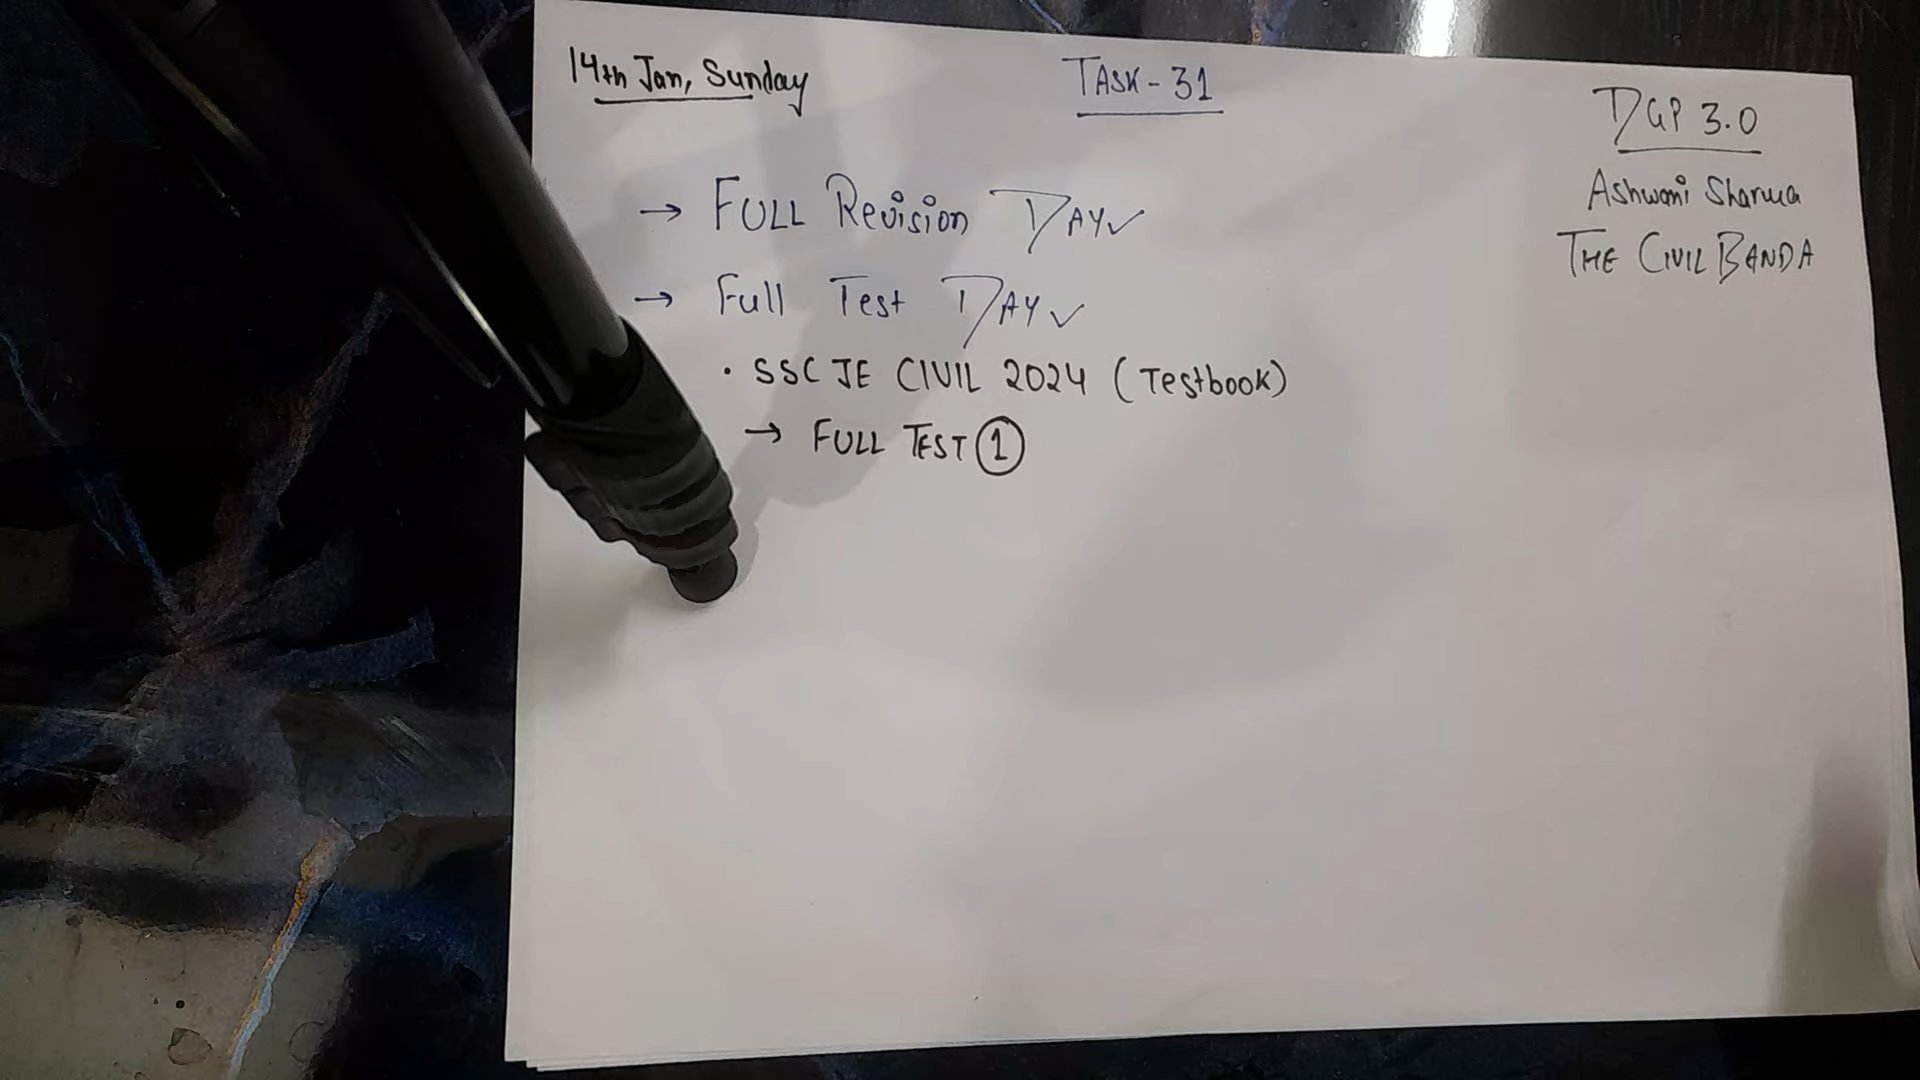 14th Jan, Sunday
TASK - 31
DGP 3.0
Ashwani Sharma
THE CIVIL BANDA
→ FULL Revision DAY✓
→ Full Test DAY✓
• SSC JE CIVIL 2024 (Testbook)
→ FULL TEST ①